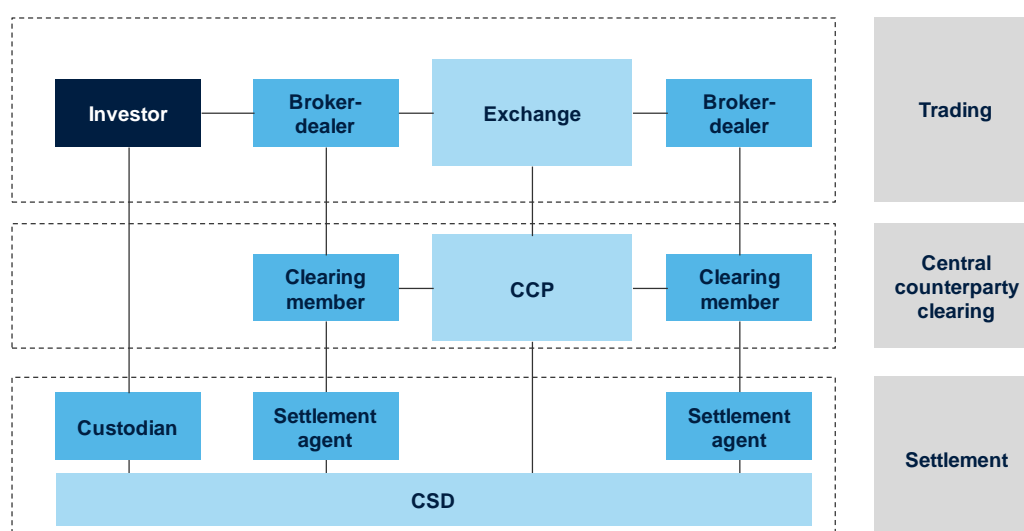 Investor
Broker-
dealer
Exchange
Broker-
dealer
Trading
Clearing
member
CCP
Clearing
member
Central
counterparty
clearing
Custodian
Settlement
agent
Settlement
agent
Settlement
CSD